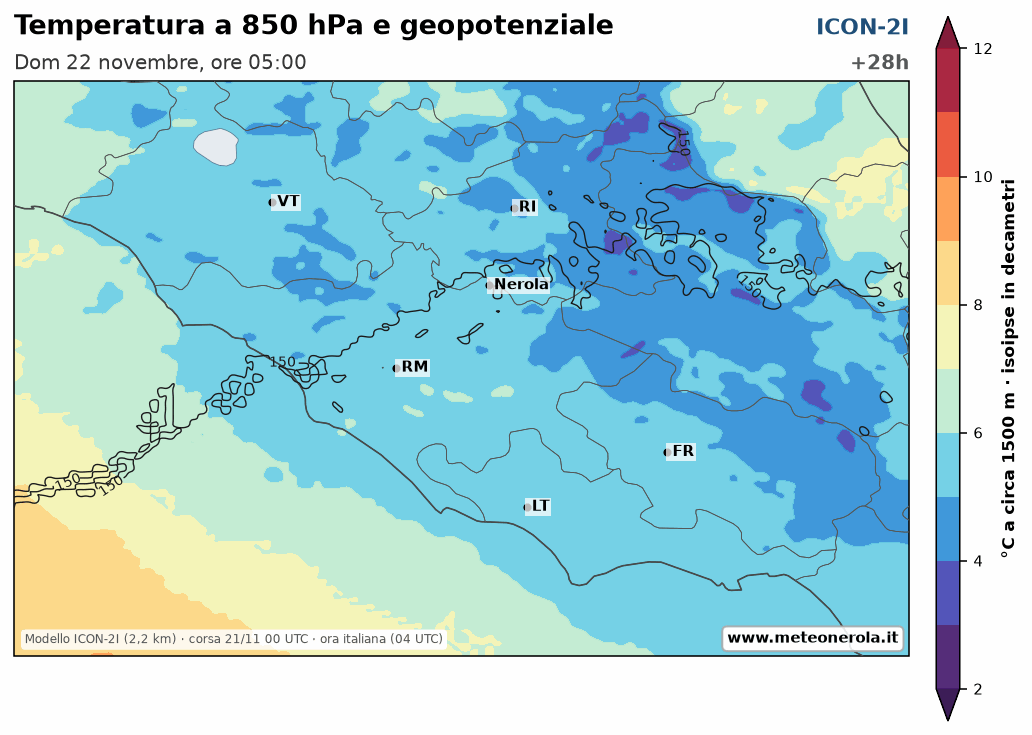 Temperatura a 850 hPa e geopotenziale
ICON-2I
Dom 22 novembre, ore 05:00
+28h
12
10
8
6
4
2
°C a circa 1500 m · isoipse in decametri
150
VT
RI
150
Nerola
150
RM
FR
150
150
LT
Modello ICON-2I (2,2 km) · corsa 21/11 00 UTC · ora italiana (04 UTC)
www.meteonerola.it